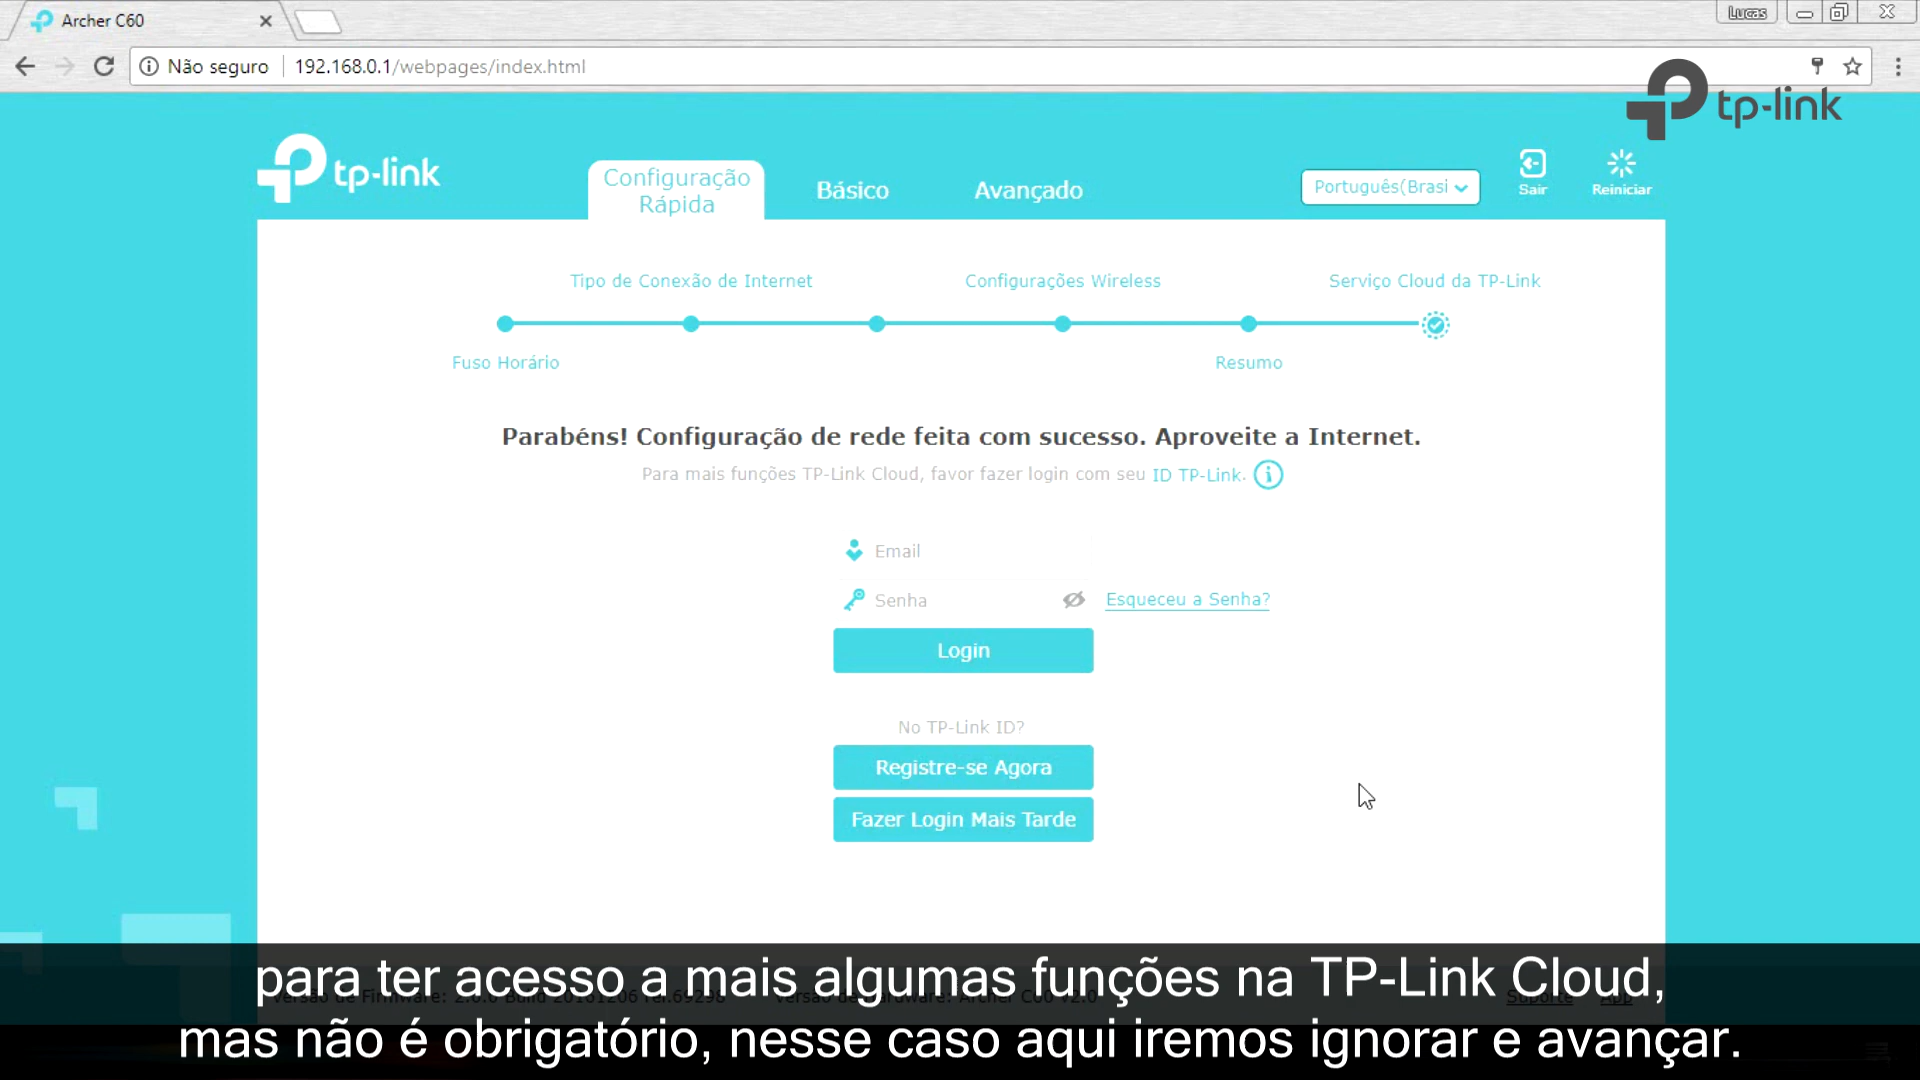 Archer C60
Lucas
Não seguro
192.168.0.1/webpages/index.html
tp-link
tp-link
Configuração
Rápida
Básico
Avançado
Português(Brasi
Sair
Reiniciar
Tipo de Conexão de Internet
Configurações Wireless
Serviço Cloud da TP-Link
Fuso Horário
Resumo
Parabéns! Configuração de rede feita com sucesso. Aproveite a Internet.
Para mais funções TP-Link Cloud, favor fazer login com seu ID TP-Link.
Email
Senha
Esqueceu a Senha?
Login
No TP-Link ID?
Registre-se Agora
Fazer Login Mais Tarde
para ter acesso a mais algumas funções na TP-Link Cloud,
mas não é obrigatório, nesse caso aqui iremos ignorar e avançar.
Suporte
App